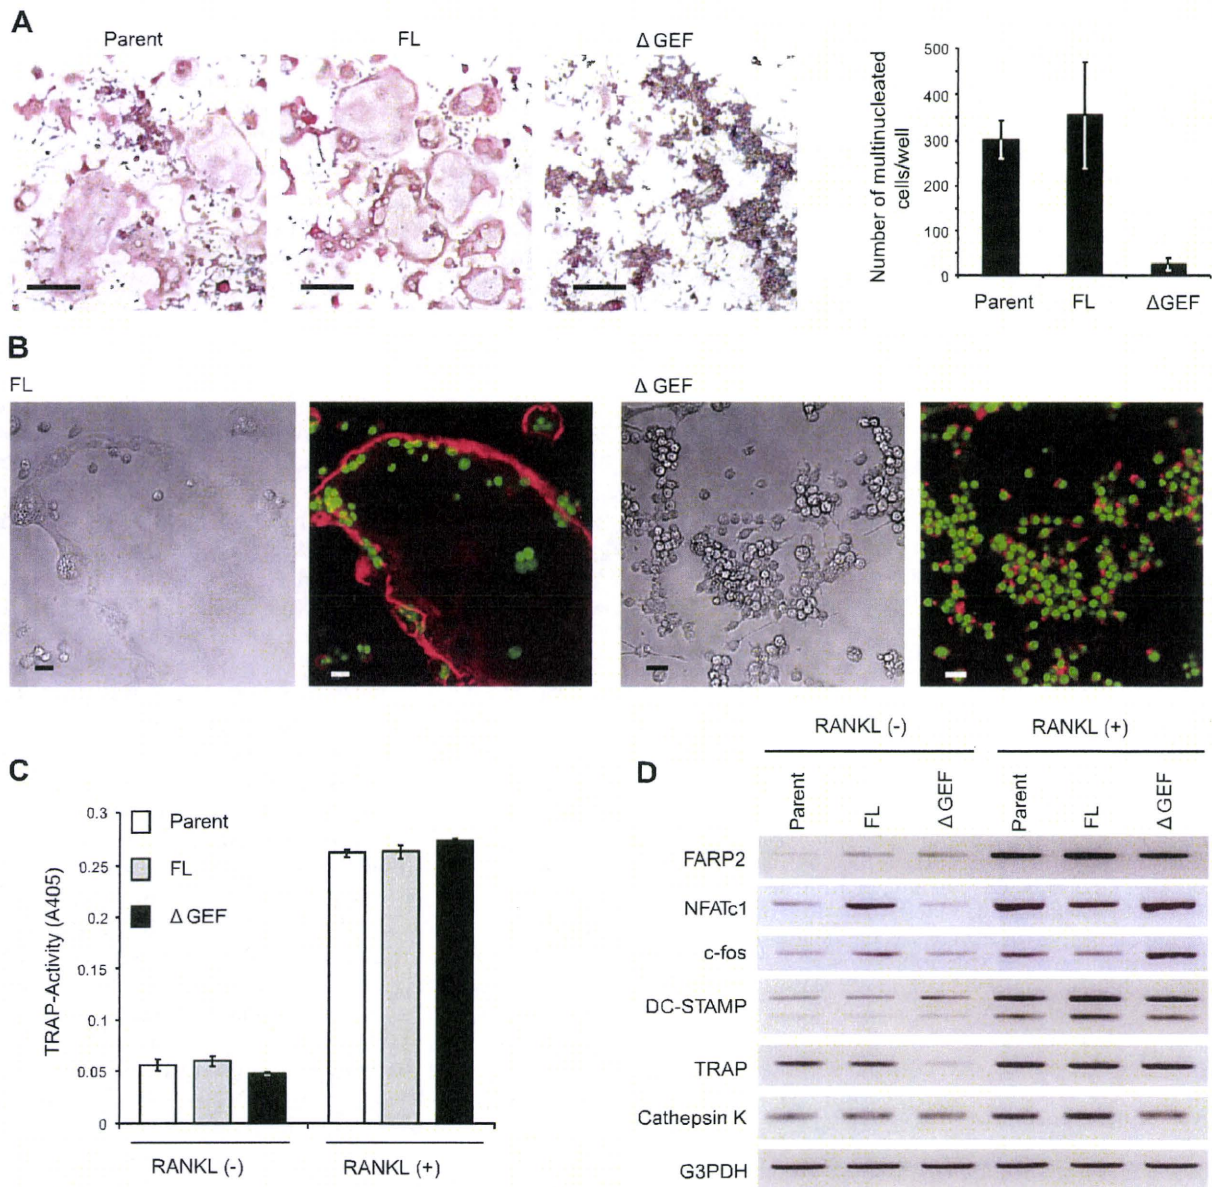 A
Parent
FL
Δ GEF
Number of multinucleated
cells/well
500
400
300
200
100
0
Parent
FL
ΔGEF
B
FL
Δ GEF
C
TRAP-Activity (A405)
0.3
0.25
0.2
0.15
0.1
0.05
0
Parent
FL
Δ GEF
RANKL (-)
RANKL (+)
D
RANKL (-)
RANKL (+)
Parent
FL
Δ GEF
Parent
FL
Δ GEF
FARP2
NFATc1
c-fos
DC-STAMP
TRAP
Cathepsin K
G3PDH